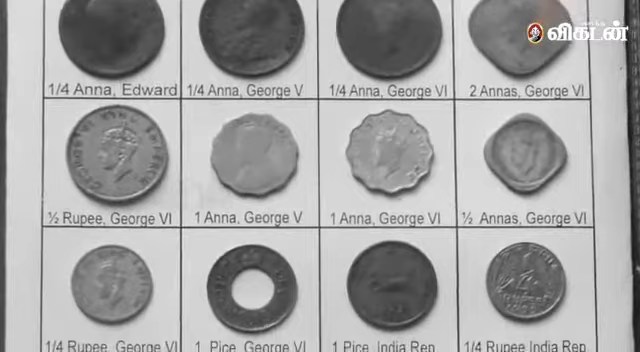 விகடன்
1/4 Anna, Edward
1/4 Anna, George V
1/4 Anna, George VI
2 Annas, George VI
½ Rupee, George VI
1 Anna, George V
1 Anna, George VI
½ Annas, George VI
1/4 Rupee, George VI
1 Pice, George VI
1 Pice, India Rep.
1/4 Rupee India Rep.